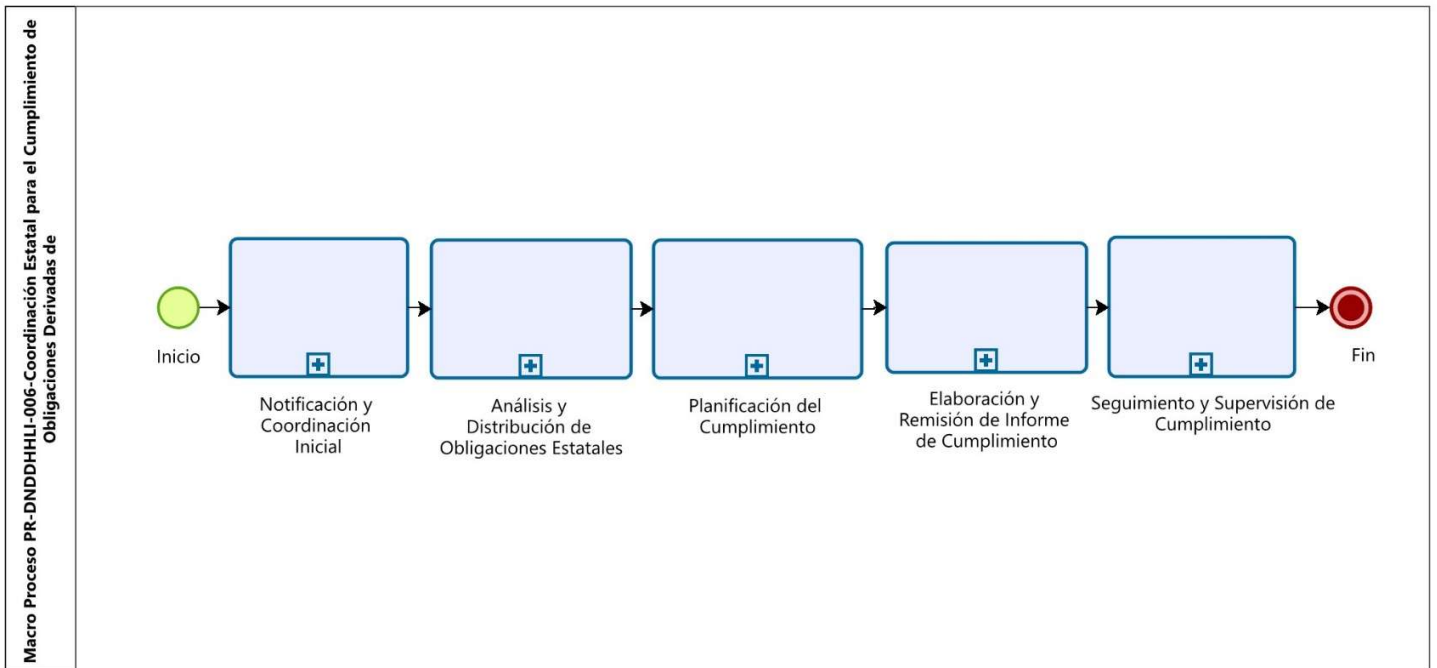 Macro Proceso PR-DNDDHHLI-006-Coordinación Estatal para el Cumplimiento de
Obligaciones Derivadas de
Inicio
Notificación y
Coordinación
Inicial
Análisis y
Distribución de
Obligaciones Estatales
Planificación del
Cumplimiento
Elaboración y
Remisión de Informe
de Cumplimiento
Seguimiento y Supervisión de
Cumplimiento
Fin